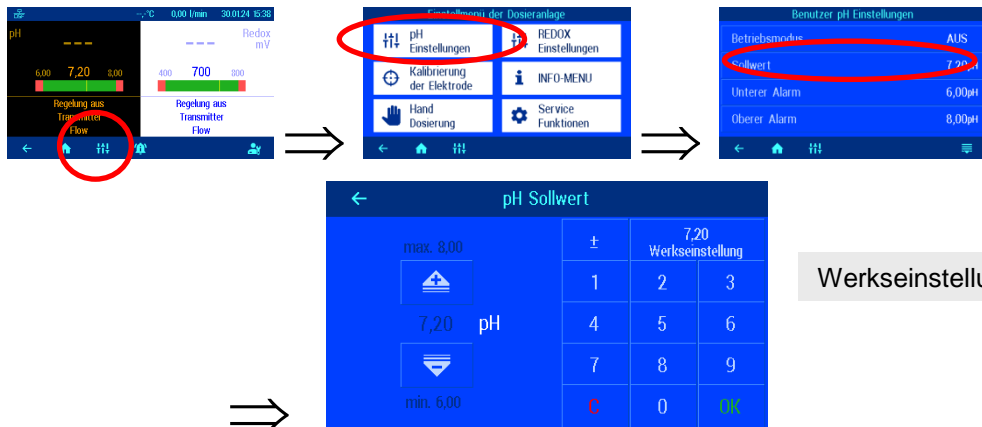 -,-°C 0,00 l/min 30.01.24 15:38
pH
---
6,00 7,20 8,00
Regelung aus
Transmitter
Flow
Redox
mV
---
400 700 800
Regelung aus
Transmitter
Flow
Einstellmenü der Dosieranlage
pH
Einstellungen
REDOX
Einstellungen
Kalibrierung
der Elektrode
INFO-MENU
Hand
Dosierung
Service
Funktionen
Benutzer pH Einstellungen
Betriebsmodus AUS
Sollwert 7,20pH
Unterer Alarm 6,00pH
Oberer Alarm 8,00pH
pH Sollwert
max. 8,00
7,20 pH
min. 6,00
± 7,20
Werkseinstellung
1 2 3
4 5 6
7 8 9
C 0 OK
Werkseinstellu